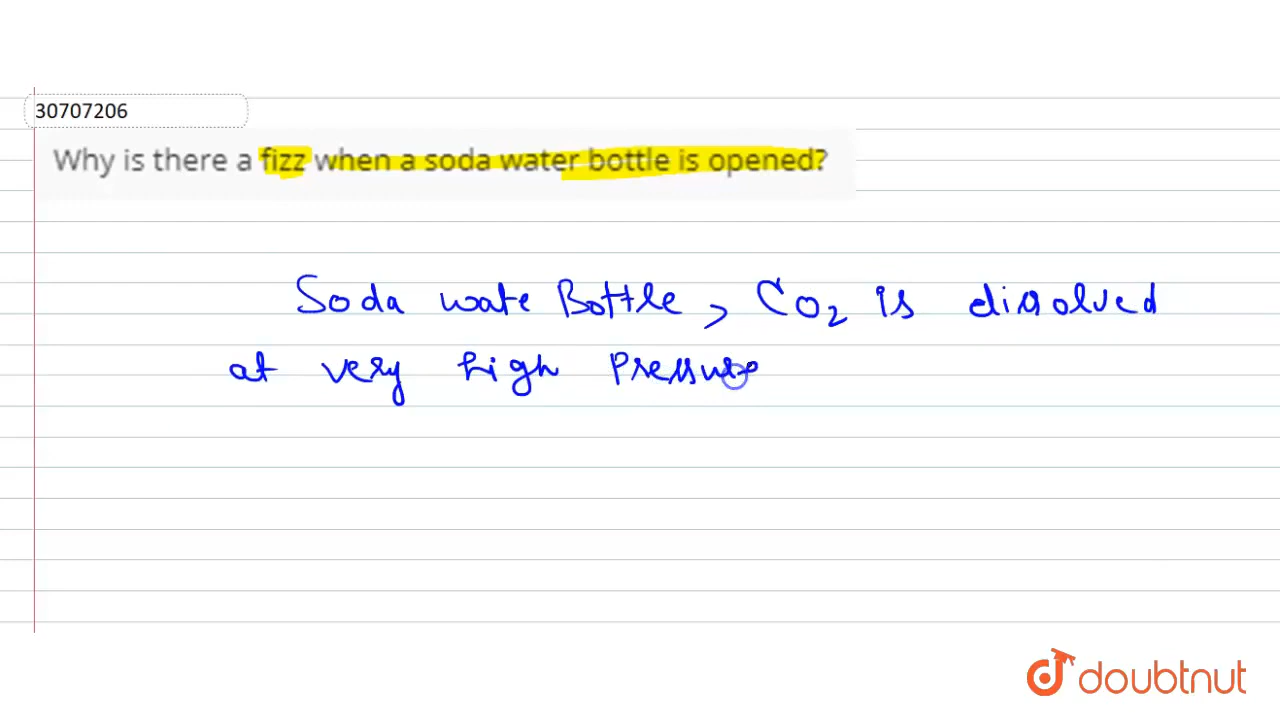 30707206
Why is there a fizz when a soda water bottle is opened?
Soda wate Bottle, CO2 is dissolved
at very high Pressure
doubtnut